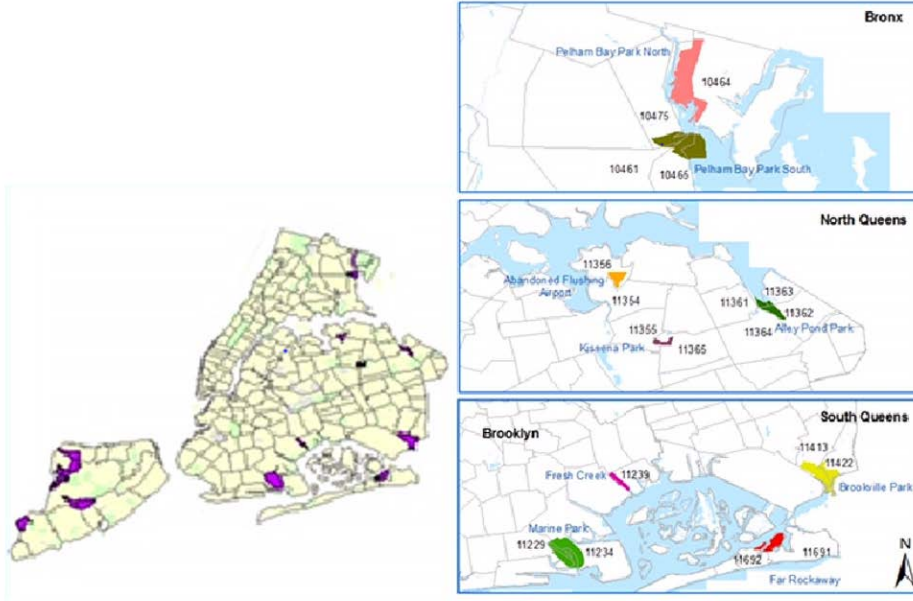 Bronx
Pelham Bay Park North
10464
10475
10461
10465
Pelham Bay Park South
North Queens
11356
Abandoned Flushing
Airport
11354
11363
11361
11362
11364
Alley Pond Park
11355
Kissena Park
11365
South Queens
Brooklyn
11413
11422
Fresh Creek
11239
Brookville Park
Marine Park
11229
11234
11692
11691
Far Rockaway
N